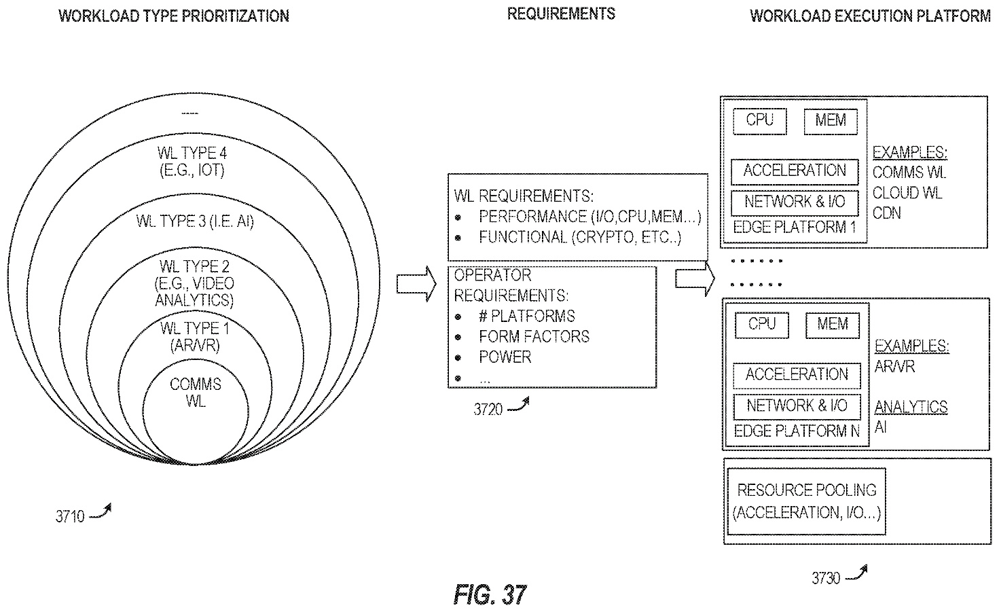 WORKLOAD TYPE PRIORITIZATION
REQUIREMENTS
WORKLOAD EXECUTION PLATFORM
-----
WL TYPE 4
(E.G., IOT)
WL TYPE 3 (I.E. AI)
WL TYPE 2
(E.G., VIDEO
ANALYTICS)
WL TYPE 1
(AR/VR)
COMMS
WL
3710
WL REQUIREMENTS:
• PERFORMANCE (I/O,CPU,MEM...)
• FUNCTIONAL (CRYPTO, ETC..)
OPERATOR
REQUIREMENTS:
• # PLATFORMS
• FORM FACTORS
• POWER
• ...
3720
CPU MEM
ACCELERATION
NETWORK & I/O
EDGE PLATFORM 1
EXAMPLES:
COMMS WL
CLOUD WL
CDN
......
......
CPU MEM
ACCELERATION
NETWORK & I/O
EDGE PLATFORM N
EXAMPLES:
AR/VR
ANALYTICS
AI
RESOURCE POOLING
(ACCELERATION, I/O...)
3730
FIG. 37